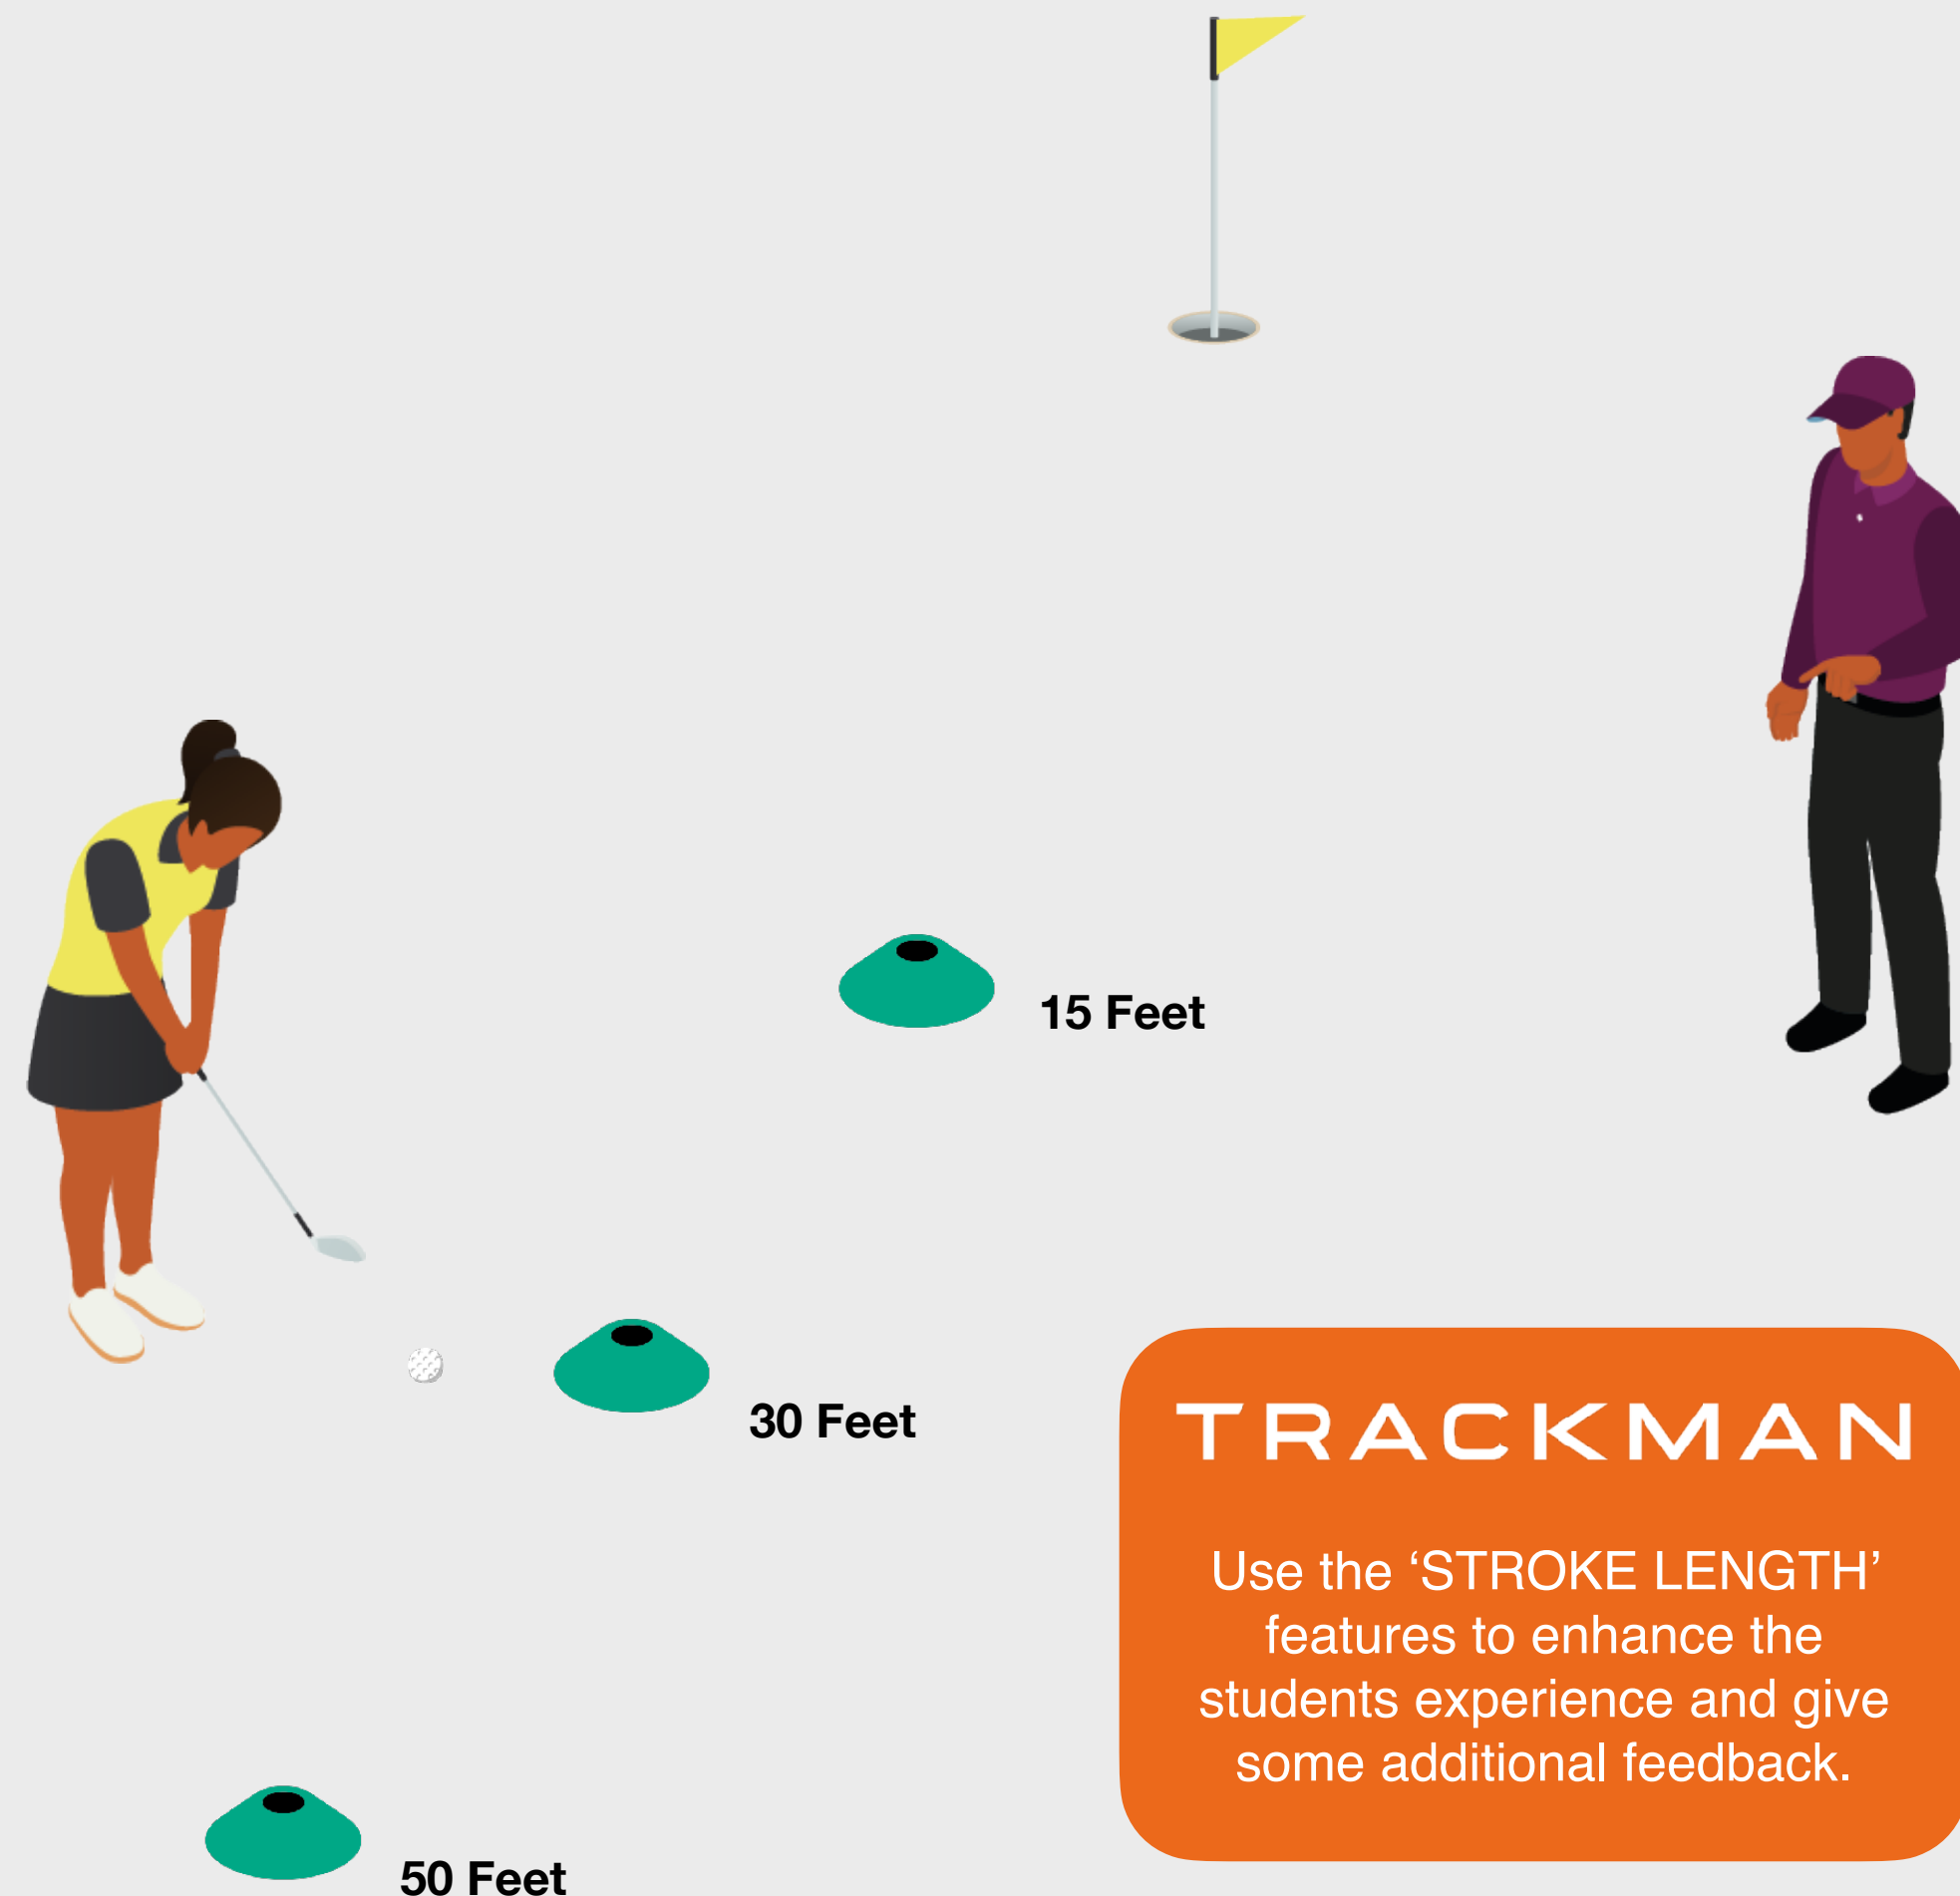 15 Feet
30 Feet
TRACKMAN
Use the ‘STROKE LENGTH’
features to enhance the
students experience and give
some additional feedback.
50 Feet